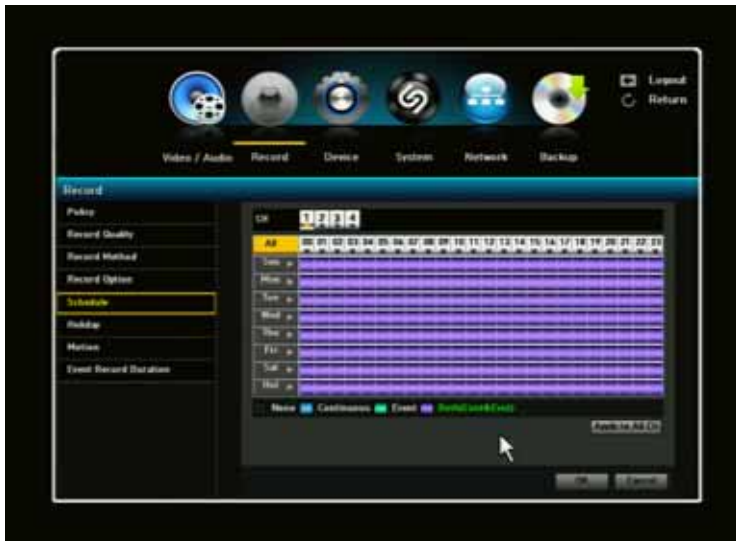 Logout
Return
Video / Audio Record Device System Network Backup
Record
Policy
Record Quality
Record Method
Record Option
Schedule
Holiday
Motion
Event Record Duration
CH 1 2 3 4
All 00 01 02 03 04 05 06 07 08 09 10 11 12 13 14 15 16 17 18 19 20 21 22 23
Sun
Mon
Tue
Wed
Thu
Fri
Sat
Hol
None Continuous Event Both(Cont&Evt)
Apply to All CH
OK Cancel